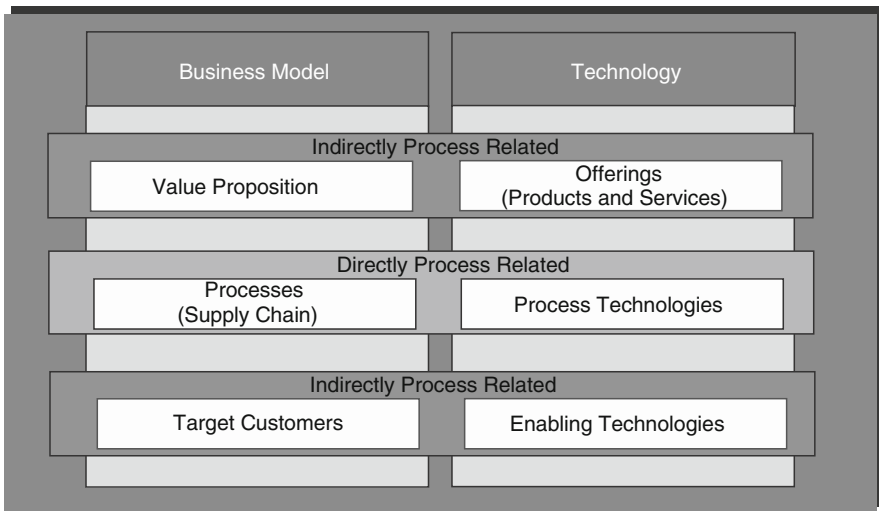 Business Model
Technology
Indirectly Process Related
Value Proposition
Offerings
(Products and Services)
Directly Process Related
Processes
(Supply Chain)
Process Technologies
Indirectly Process Related
Target Customers
Enabling Technologies